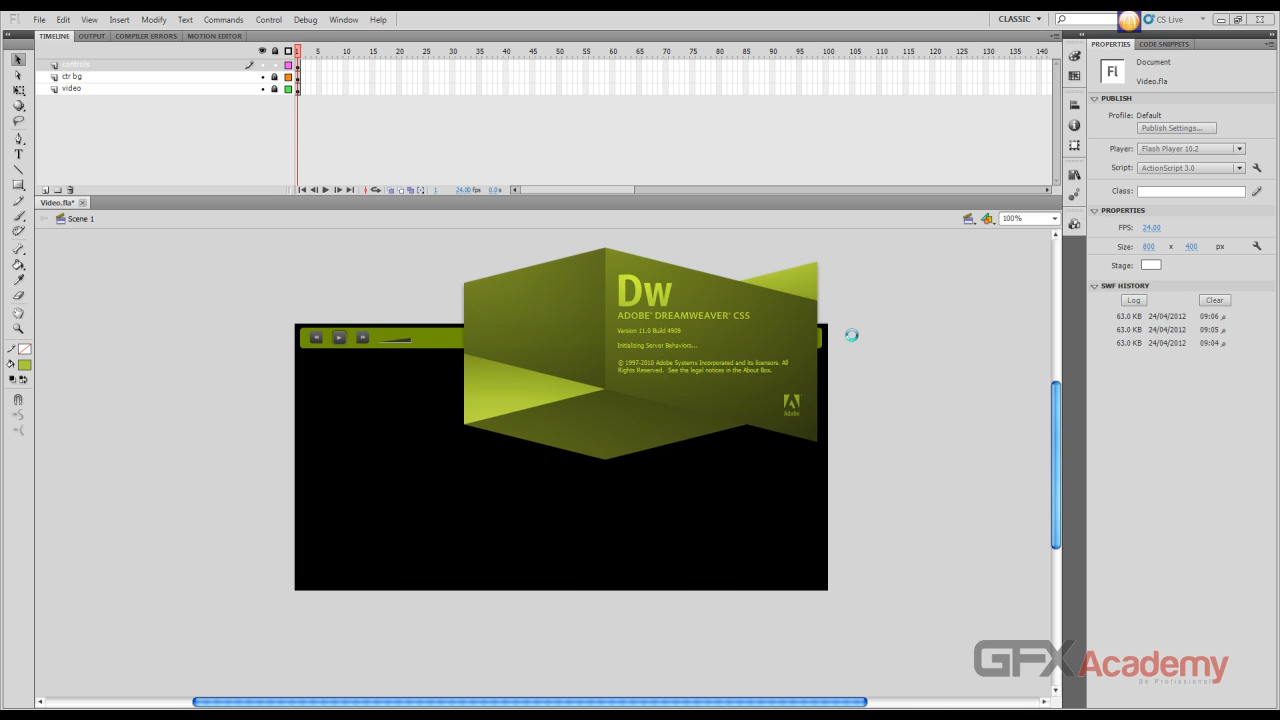 Fl File Edit View Insert Modify Text Commands Control Debug Window Help CLASSIC CS Live
TIMELINE OUTPUT COMPILER ERRORS MOTION EDITOR
1 5 10 15 20 25 30 35 40 45 50 55 60 65 70 75 80 85 90 95 100 105 110 115 120 125 130 135 140
controls
ctr bg
video
1 24.00 fps 0.0 s
Video.fla*
Scene 1
100%
Dw
ADOBE® DREAMWEAVER® CS5
Version 11.0 Build 4909
Initializing Server Behaviors...
© 1997-2010 Adobe Systems Incorporated and its licensors. All
Rights Reserved. See the legal notices in the About Box.
Adobe
PROPERTIES CODE SNIPPETS
Fl
Document
Video.fla
PUBLISH
Profile: Default
Publish Settings...
Player: Flash Player 10.2
Script: ActionScript 3.0
Class:
PROPERTIES
FPS: 24.00
Size: 800 x 400 px
Stage:
SWF HISTORY
Log Clear
63.0 KB 24/04/2012 09:06 م
63.0 KB 24/04/2012 09:05 م
63.0 KB 24/04/2012 09:04 م
GFXAcademy
Be Profissional